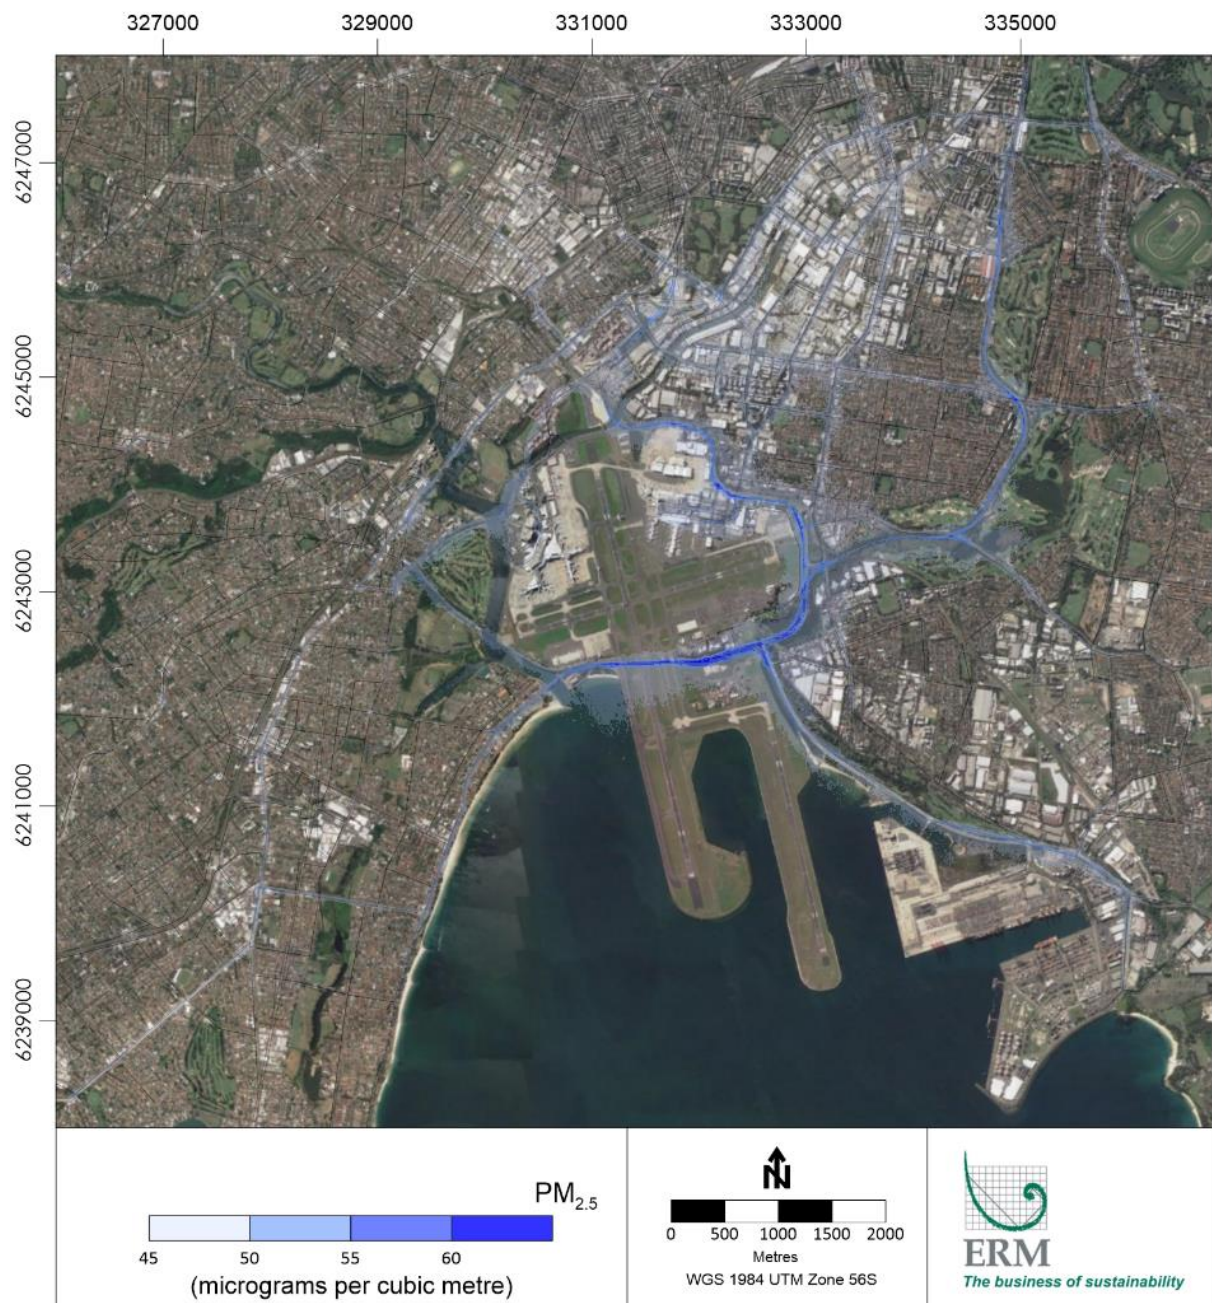 327000 329000 331000 333000 335000
6247000
6245000
6243000
6241000
6239000
PM2.5
45 50 55 60
(micrograms per cubic metre)
N
0 500 1000 1500 2000
Metres
WGS 1984 UTM Zone 56S
ERM
The business of sustainability